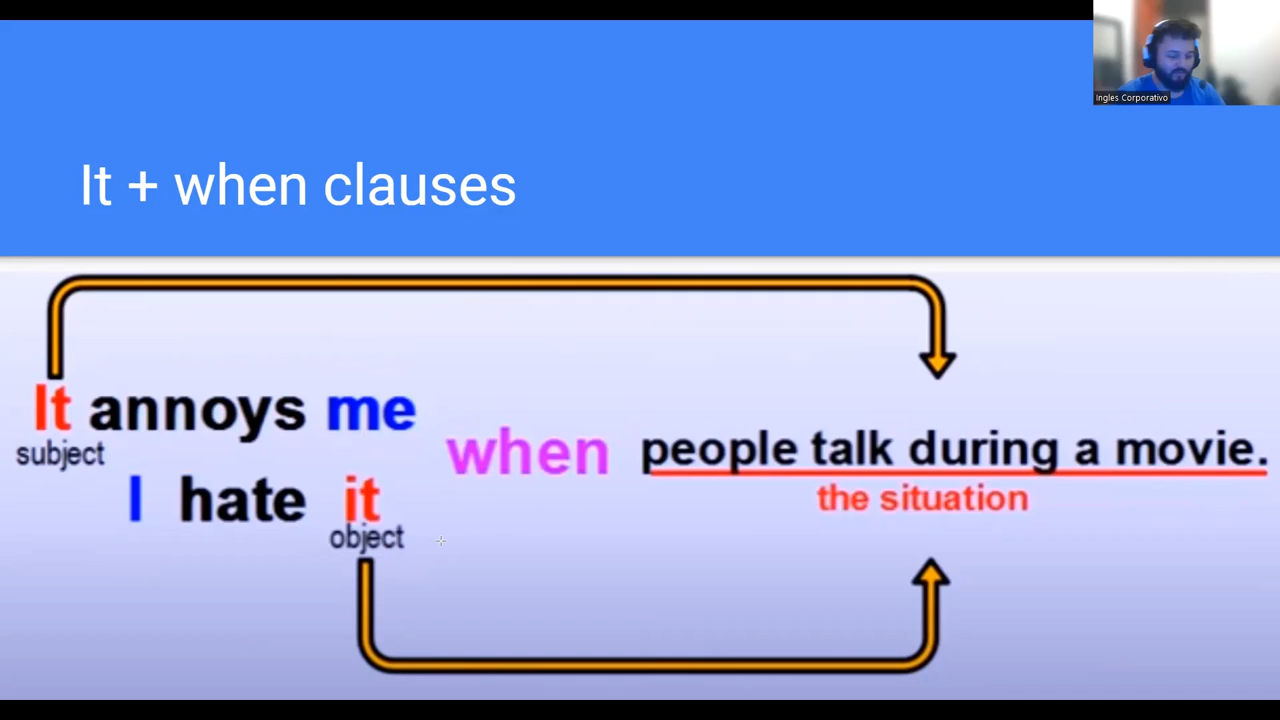 Ingles Corporativo
It + when clauses
It annoys me
subject
when people talk during a movie.
I hate it
the situation
object